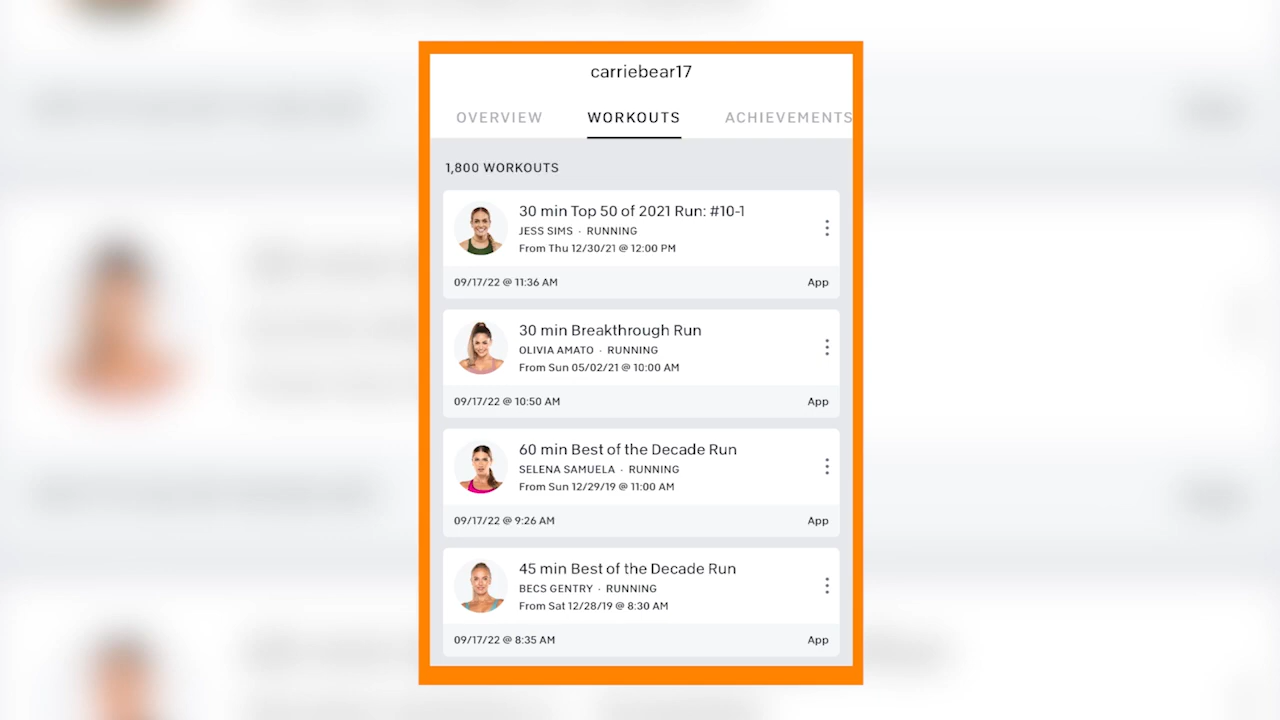 carriebear17
OVERVIEW WORKOUTS ACHIEVEMENTS
1,800 WORKOUTS
30 min Top 50 of 2021 Run: #10-1
JESS SIMS · RUNNING
From Thu 12/30/21 @ 12:00 PM
09/17/22 @ 11:36 AM App
30 min Breakthrough Run
OLIVIA AMATO · RUNNING
From Sun 05/02/21 @ 10:00 AM
09/17/22 @ 10:50 AM App
60 min Best of the Decade Run
SELENA SAMUELA · RUNNING
From Sun 12/29/19 @ 11:00 AM
09/17/22 @ 9:26 AM App
45 min Best of the Decade Run
BECS GENTRY · RUNNING
From Sat 12/28/19 @ 8:30 AM
09/17/22 @ 8:35 AM App